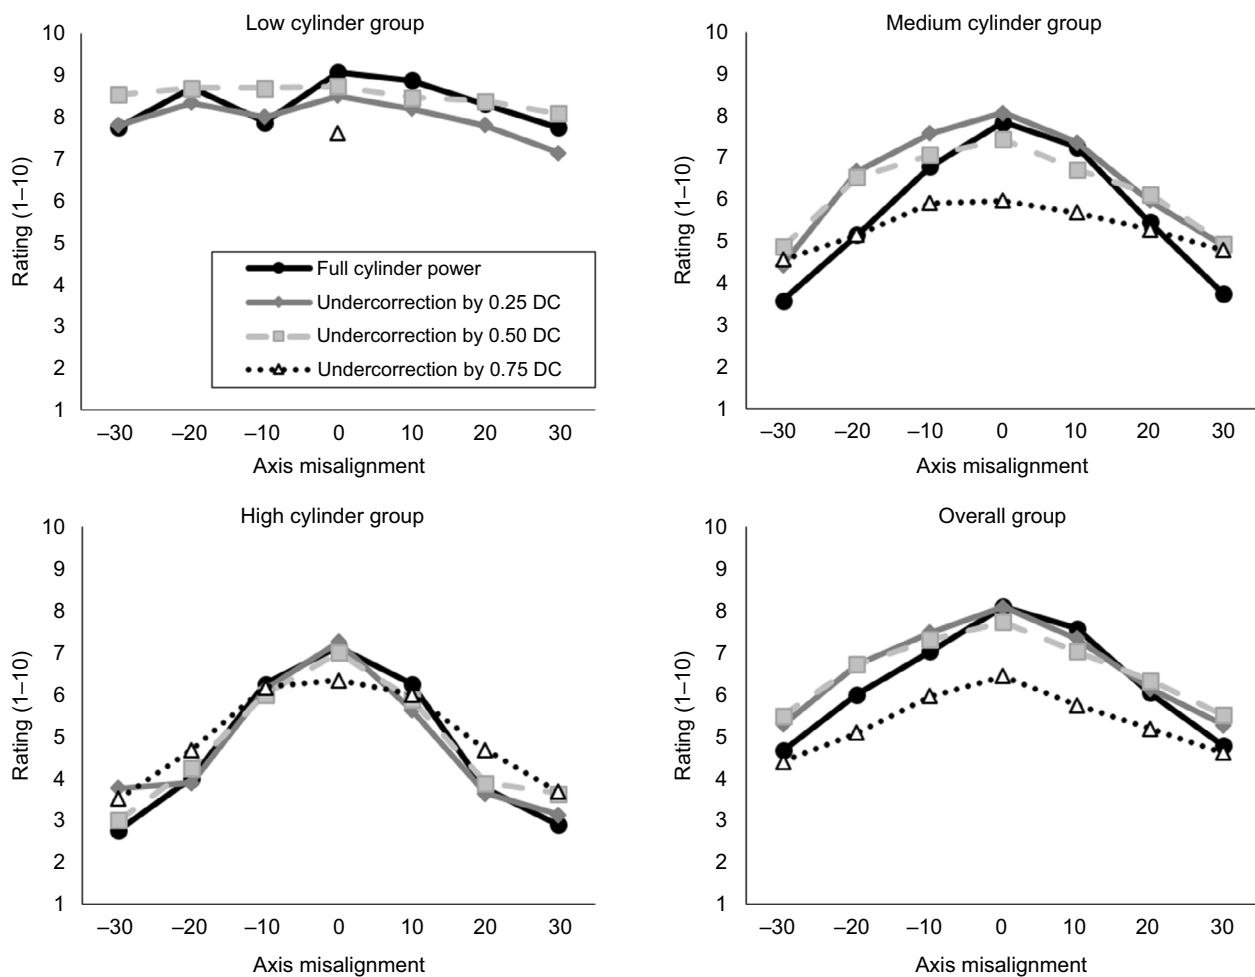 Low cylinder group
10
9
8
7
6
5
4
3
2
1
Rating (1–10)
Full cylinder power
Undercorrection by 0.25 DC
Undercorrection by 0.50 DC
Undercorrection by 0.75 DC
–30 –20 –10 0 10 20 30
Axis misalignment
Medium cylinder group
10
9
8
7
6
5
4
3
2
1
Rating (1–10)
–30 –20 –10 0 10 20 30
Axis misalignment
High cylinder group
10
9
8
7
6
5
4
3
2
1
Rating (1–10)
–30 –20 –10 0 10 20 30
Axis misalignment
Overall group
10
9
8
7
6
5
4
3
2
1
Rating (1–10)
–30 –20 –10 0 10 20 30
Axis misalignment